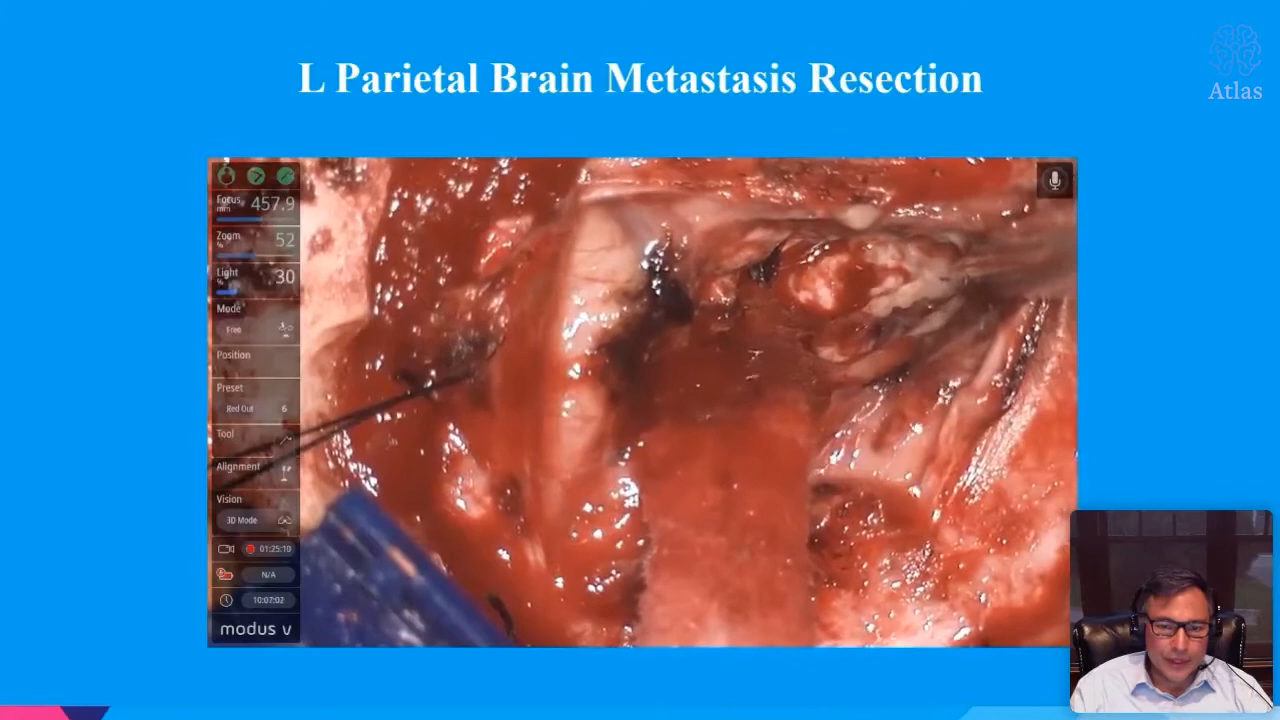 L Parietal Brain Metastasis Resection
Atlas
Focus
mm
457.9
Zoom
%
52
Light
%
30
Mode
Free
Position
Preset
Red Out 6
Tool
Alignment
Vision
3D Mode
01:25:10
N/A
10:07:02
modus v